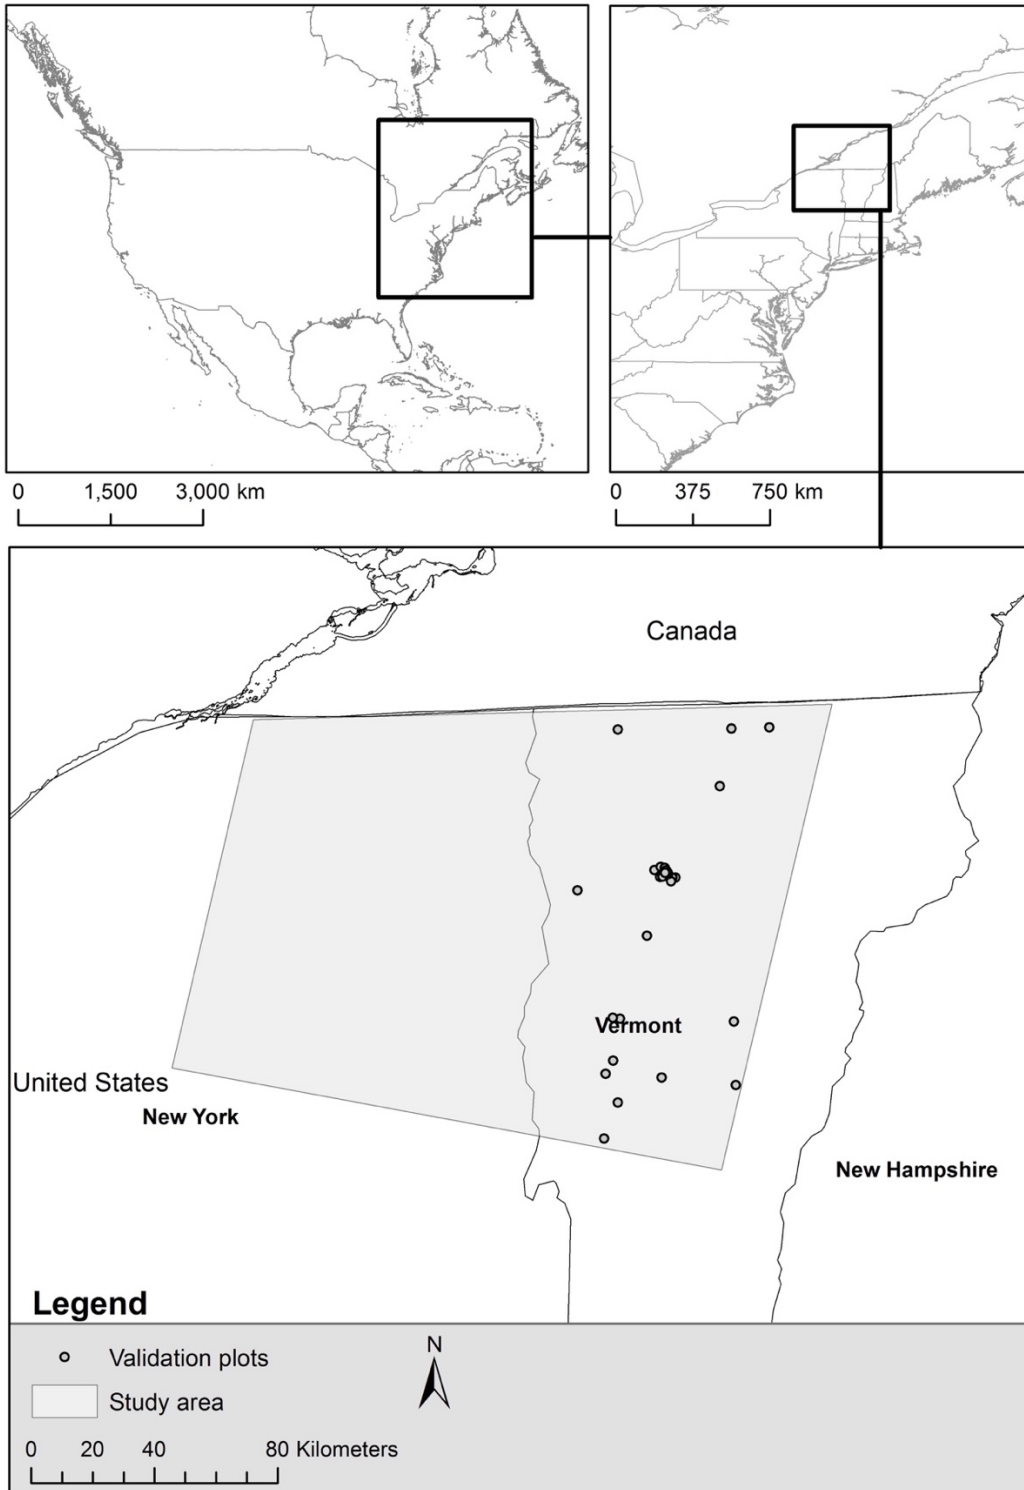 0 1,500 3,000 km
0 375 750 km
Canada
Vermont
United States
New York
New Hampshire
Legend
N
Validation plots
Study area
0 20 40 80 Kilometers